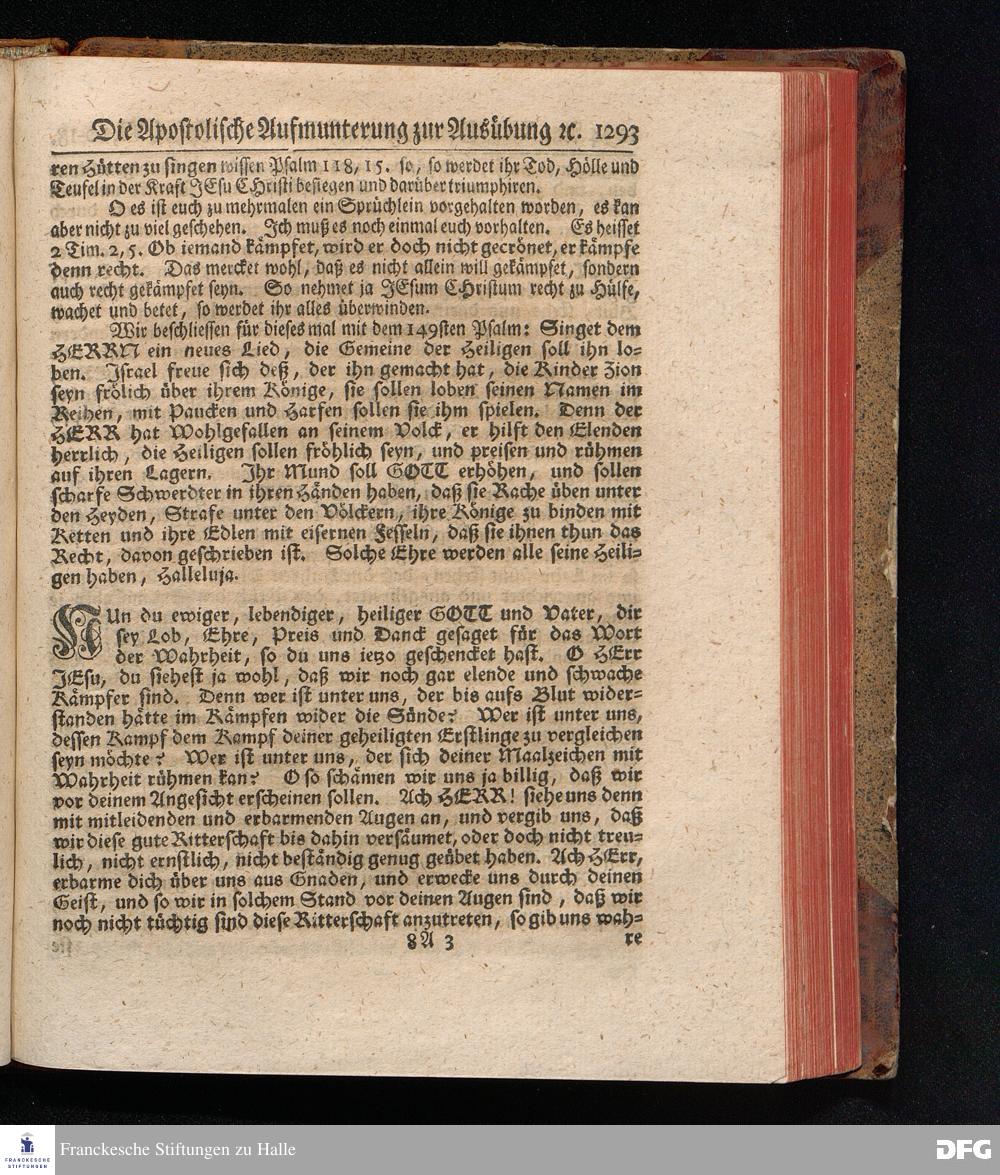 Die Apostolische Aufmunterung zur Ausübung ꝛc. 1293
ren Hütten zu singen wissen Psalm 118, 15. so, so werdet ihr Tod, Hölle und
Teufel in der Kraft JEsu CHristi besiegen und darüber triumphiren.
O es ist euch zu mehrmalen ein Sprüchlein vorgehalten worden, es kan
aber nicht zu viel geschehen. Ich muß es noch einmal euch vorhalten. Es heisset
2 Tim. 2, 5. Ob iemand kämpfet, wird er doch nicht gecrönet, er kämpfe
denn recht. Das mercket wohl, daß es nicht allein will gekämpfet, sondern
auch recht gekämpfet seyn. So nehmet ja JEsum CHristum recht zu Hülfe,
wachet und betet, so werdet ihr alles überwinden.
Wir beschliessen für dieses mal mit dem 149sten Psalm: Singet dem
HERRN ein neues Lied, die Gemeine der Heiligen soll ihn lo-
ben. Israel freue sich deß, der ihn gemacht hat, die Kinder Zion
seyn frölich über ihrem Könige, sie sollen loben seinen Namen im
Reihen, mit Paucken und Harfen sollen sie ihm spielen. Denn der
HERR hat Wohlgefallen an seinem Volck, er hilft den Elenden
herrlich, die Heiligen sollen fröhlich seyn, und preisen und rühmen
auf ihren Lagern. Ihr Mund soll GOTT erhöhen, und sollen
scharfe Schwerdter in ihren Händen haben, daß sie Rache üben unter
den Heyden, Strafe unter den Völckern, ihre Könige zu binden mit
Ketten und ihre Edlen mit eisernen Fesseln, daß sie ihnen thun das
Recht, davon geschrieben ist. Solche Ehre werden alle seine Heili-
gen haben, Halleluja.
NUn du ewiger, lebendiger, heiliger GOTT und Vater, dir
sey Lob, Ehre, Preis und Danck gesaget für das Wort
der Wahrheit, so du uns ietzo geschencket hast. O HErr
JEsu, du siehest ja wohl, daß wir noch gar elende und schwache
Kämpfer sind. Denn wer ist unter uns, der bis aufs Blut wider-
standen hätte im Kämpfen wider die Sünde? Wer ist unter uns,
dessen Kampf dem Kampf deiner geheiligten Erstlinge zu vergleichen
seyn möchte? Wer ist unter uns, der sich deiner Maalzeichen mit
Wahrheit rühmen kan? O so schämen wir uns ja billig, daß wir
vor deinem Angesicht erscheinen sollen. Ach HERR! siehe uns denn
mit mitleidenden und erbarmenden Augen an, und vergib uns, daß
wir diese gute Ritterschaft bis dahin versäumet, oder doch nicht treu-
lich, nicht ernstlich, nicht beständig genug geübet haben. Ach HErr,
erbarme dich über uns aus Gnaden, und erwecke uns durch deinen
Geist, und so wir in solchem Stand vor deinen Augen sind, daß wir
noch nicht tüchtig sind diese Ritterschaft anzutreten, so gib uns wah-
8A 3 re
FRANCKESCHE STIFTUNGEN
Franckesche Stiftungen zu Halle
DFG